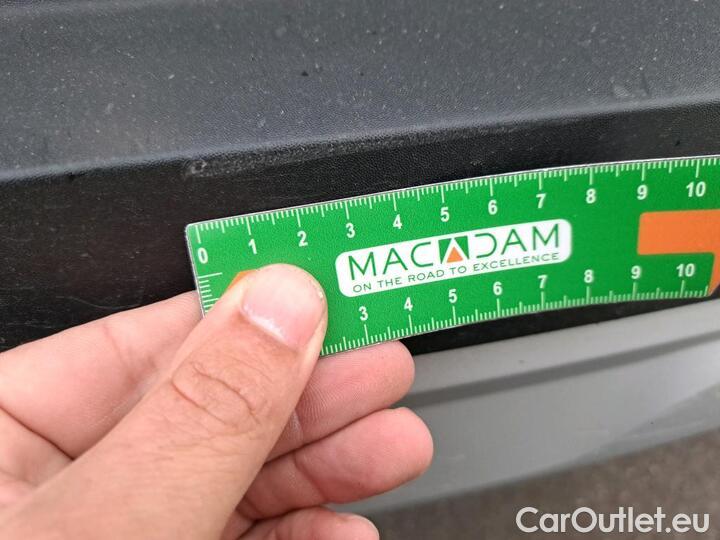 0 1 2 3 4 5 6 7 8 9 10
MACADAM
ON THE ROAD TO EXCELLENCE
3 4 5 6 7 8 9 10
CarOutlet.eu